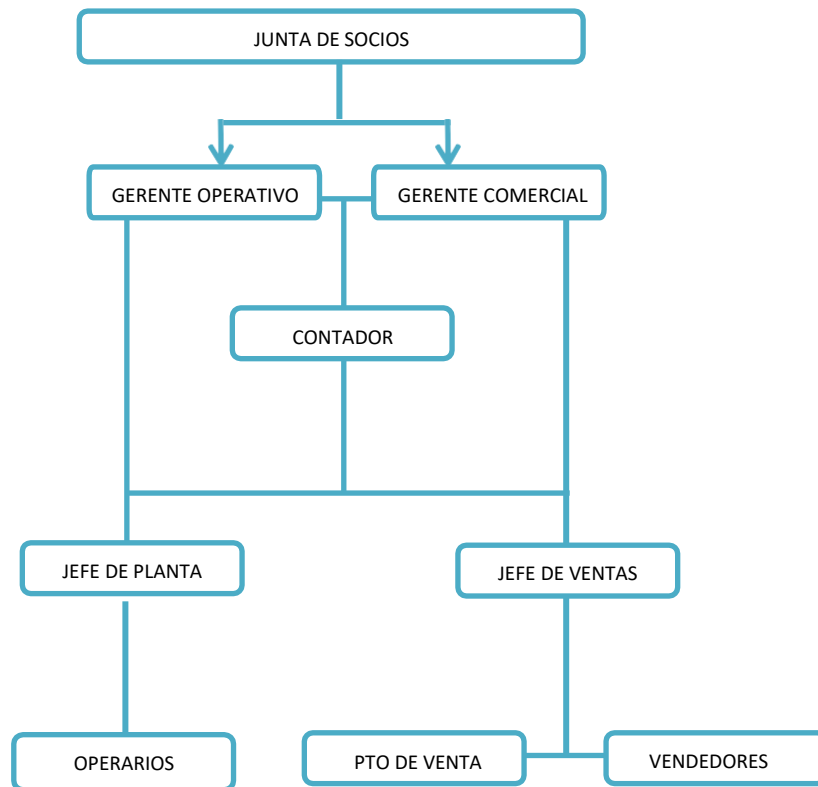 JUNTA DE SOCIOS
GERENTE OPERATIVO
GERENTE COMERCIAL
CONTADOR
JEFE DE PLANTA
JEFE DE VENTAS
OPERARIOS
PTO DE VENTA
VENDEDORES